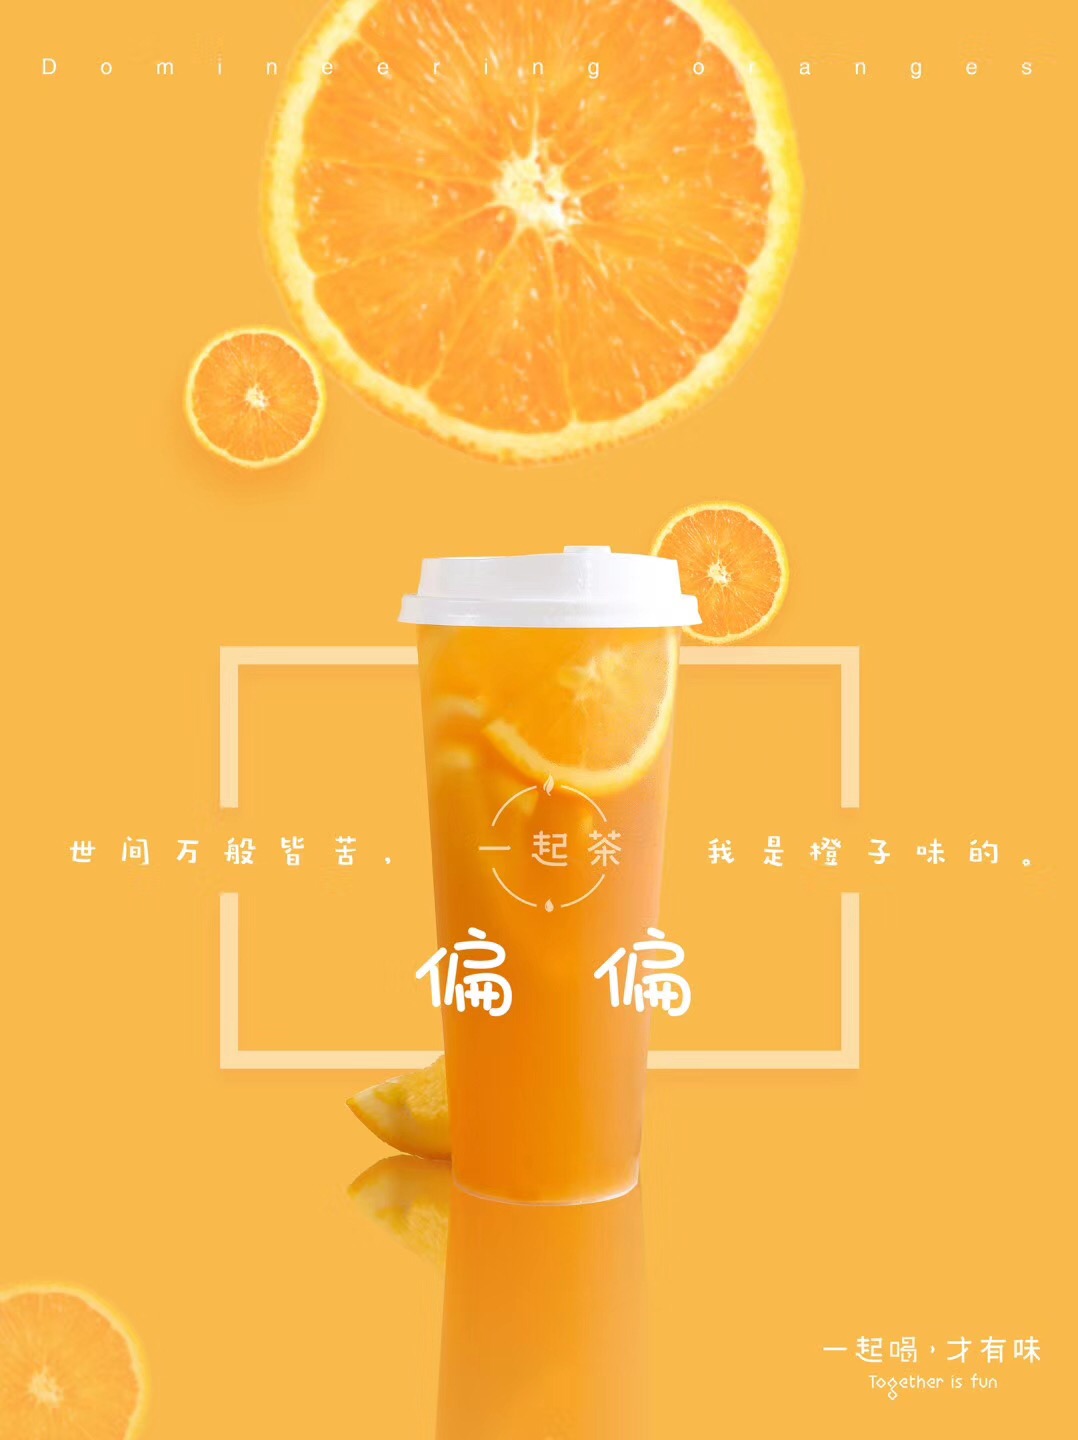 Domineering oranges
世间万般皆苦，
一起茶
我是橙子味的。
偏 偏
一起喝，才有味
Together is fun